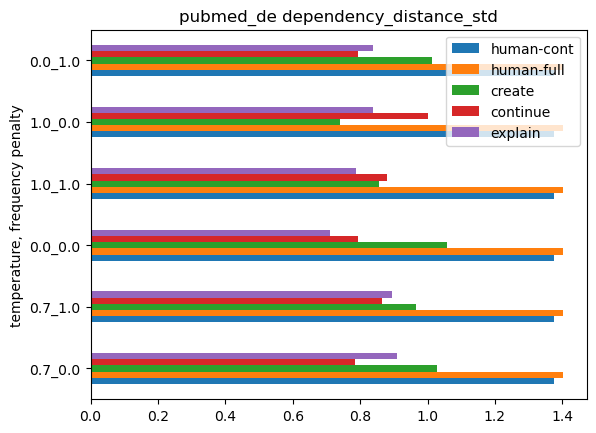 pubmed_de dependency_distance_std
human-cont
human-full
create
continue
explain
temperature, frequency penalty
0.0_1.0
1.0_0.0
1.0_1.0
0.0_0.0
0.7_1.0
0.7_0.0
0.0 0.2 0.4 0.6 0.8 1.0 1.2 1.4